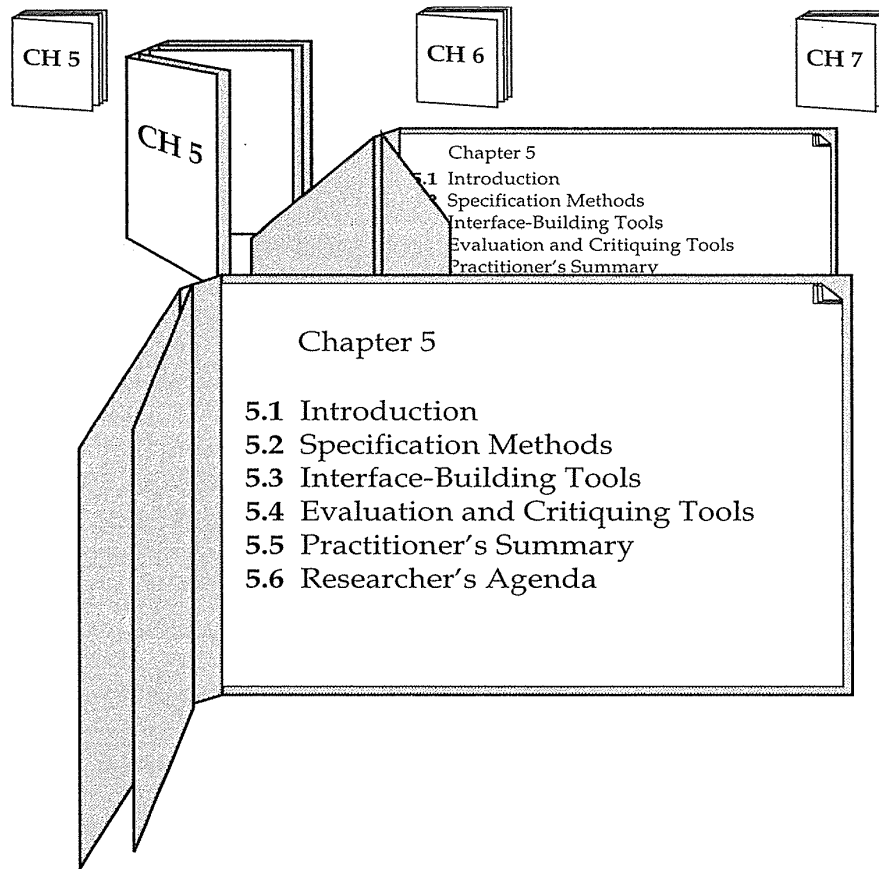 CH 5
CH 6
CH 7
CH 5
Chapter 5
5.1 Introduction
Specification Methods
Interface-Building Tools
Evaluation and Critiquing Tools
Practitioner's Summary
Chapter 5
5.1 Introduction
5.2 Specification Methods
5.3 Interface-Building Tools
5.4 Evaluation and Critiquing Tools
5.5 Practitioner's Summary
5.6 Researcher's Agenda